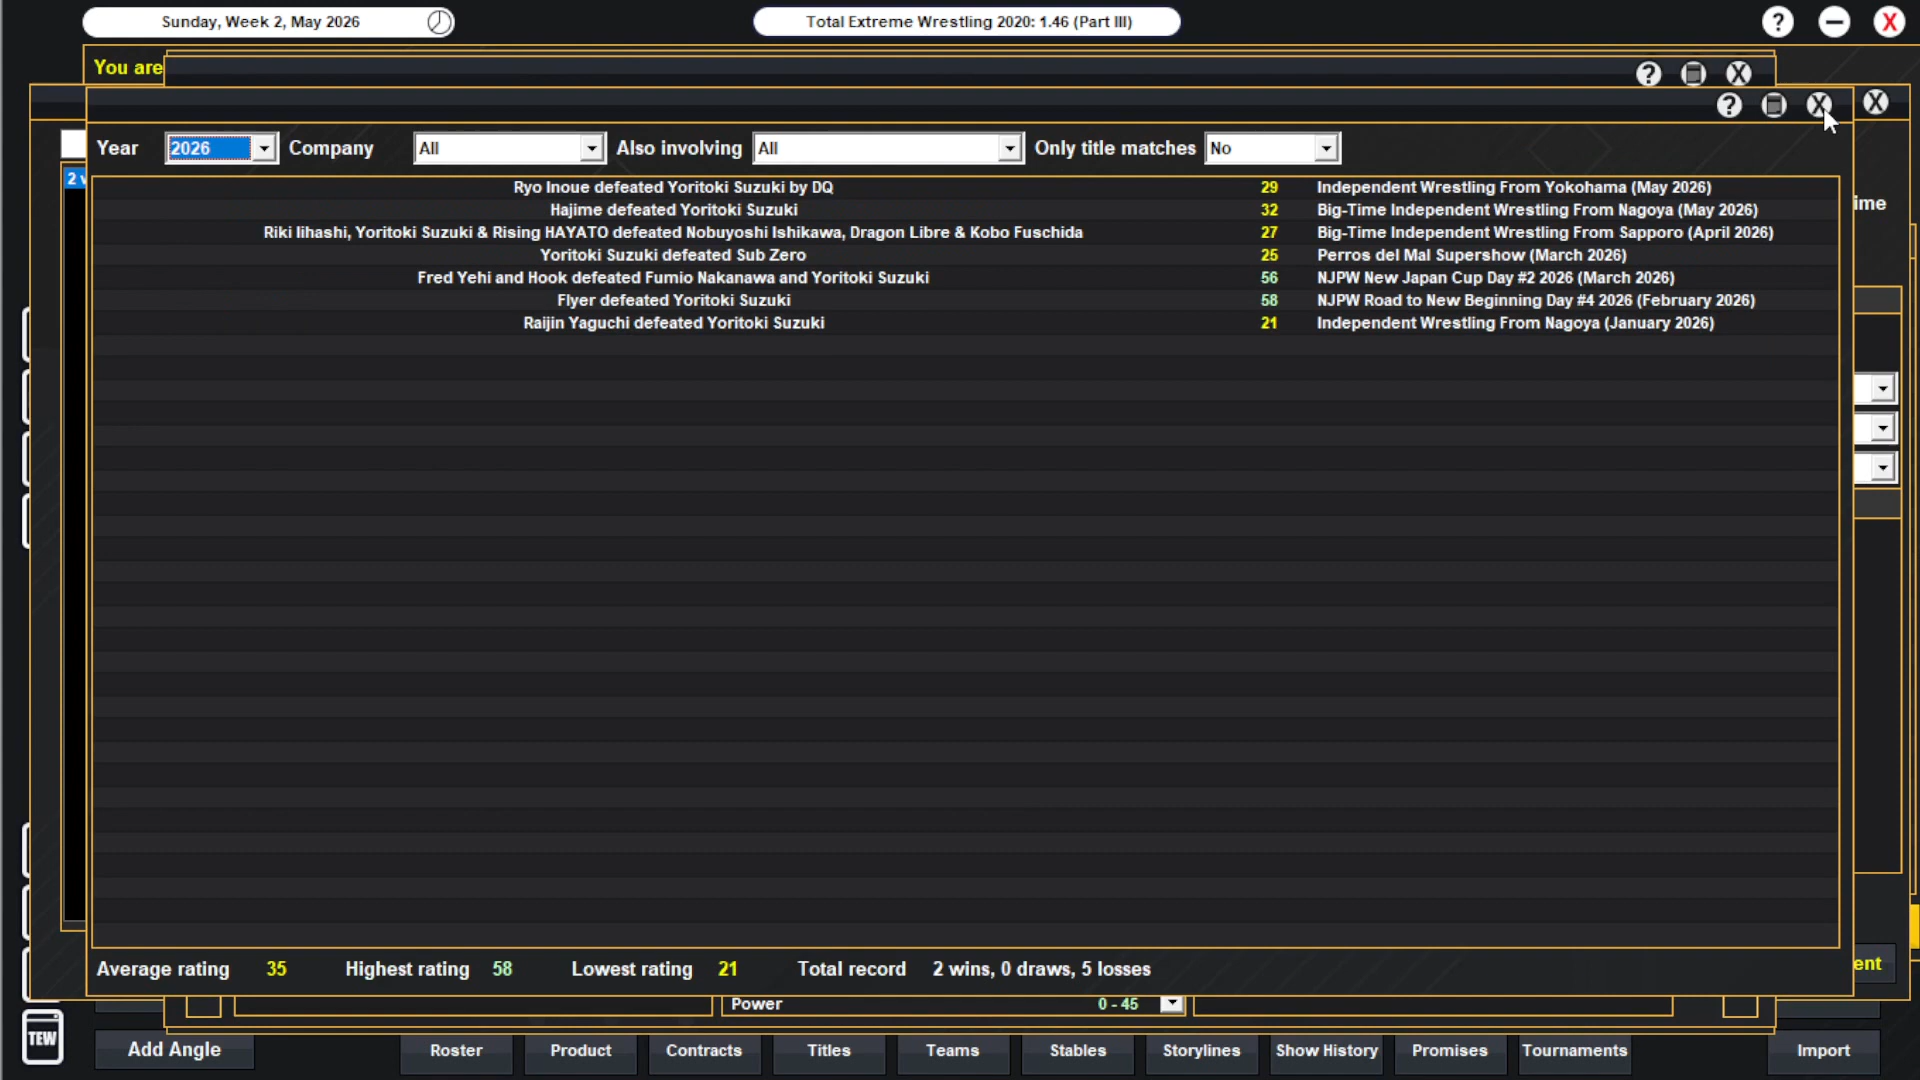 Sunday, Week 2, May 2026
Total Extreme Wrestling 2020: 1.46 (Part III)
?
X
You are
? X
? X X
Year 2026 Company All Also involving All Only title matches No
2
Ryo Inoue defeated Yoritoki Suzuki by DQ 29 Independent Wrestling From Yokohama (May 2026)
ime
Hajime defeated Yoritoki Suzuki 32 Big-Time Independent Wrestling From Nagoya (May 2026)
Riki Iihashi, Yoritoki Suzuki & Rising HAYATO defeated Nobuyoshi Ishikawa, Dragon Libre & Kobo Fuschida 27 Big-Time Independent Wrestling From Sapporo (April 2026)
Yoritoki Suzuki defeated Sub Zero 25 Perros del Mal Supershow (March 2026)
Fred Yehi and Hook defeated Fumio Nakanawa and Yoritoki Suzuki 56 NJPW New Japan Cup Day #2 2026 (March 2026)
Flyer defeated Yoritoki Suzuki 58 NJPW Road to New Beginning Day #4 2026 (February 2026)
Raijin Yaguchi defeated Yoritoki Suzuki 21 Independent Wrestling From Nagoya (January 2026)
Average rating 35 Highest rating 58 Lowest rating 21 Total record 2 wins, 0 draws, 5 losses
ent
Power 0 - 45
TEW
Add Angle Roster Product Contracts Titles Teams Stables Storylines Show History Promises Tournaments Import